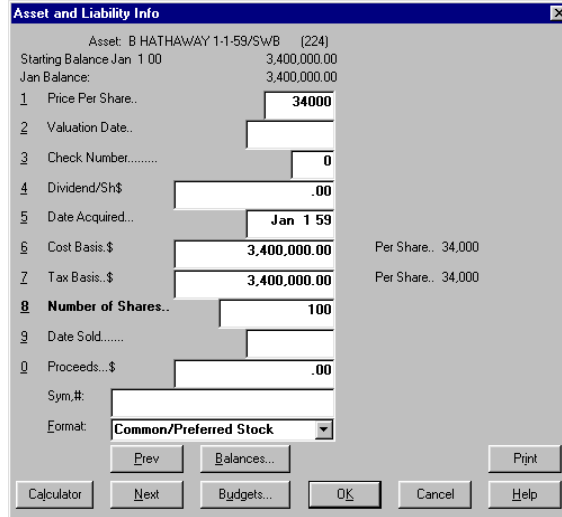 Asset and Liability Info
Asset: B HATHAWAY 1-1-59/SWB (224)
Starting Balance Jan 1 00 3,400,000.00
Jan Balance: 3,400,000.00
1 Price Per Share.. 34000
2 Valuation Date..
3 Check Number......... 0
4 Dividend/Sh$ .00
5 Date Acquired... Jan 1 59
6 Cost Basis.$ 3,400,000.00 Per Share.. 34,000
7 Tax Basis..$ 3,400,000.00 Per Share.. 34,000
8 Number of Shares.. 100
9 Date Sold.......
0 Proceeds...$ .00
Sym,#:
Format: Common/Preferred Stock
Prev Balances... Print
Calculator Next Budgets... OK Cancel Help